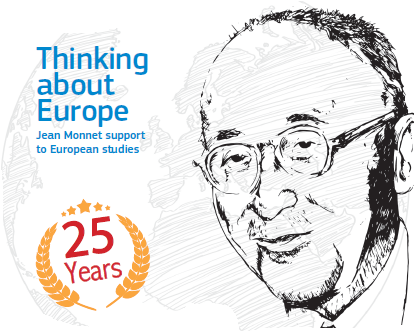 Thinking
about
Europe
Jean Monnet support
to European studies
25
Years